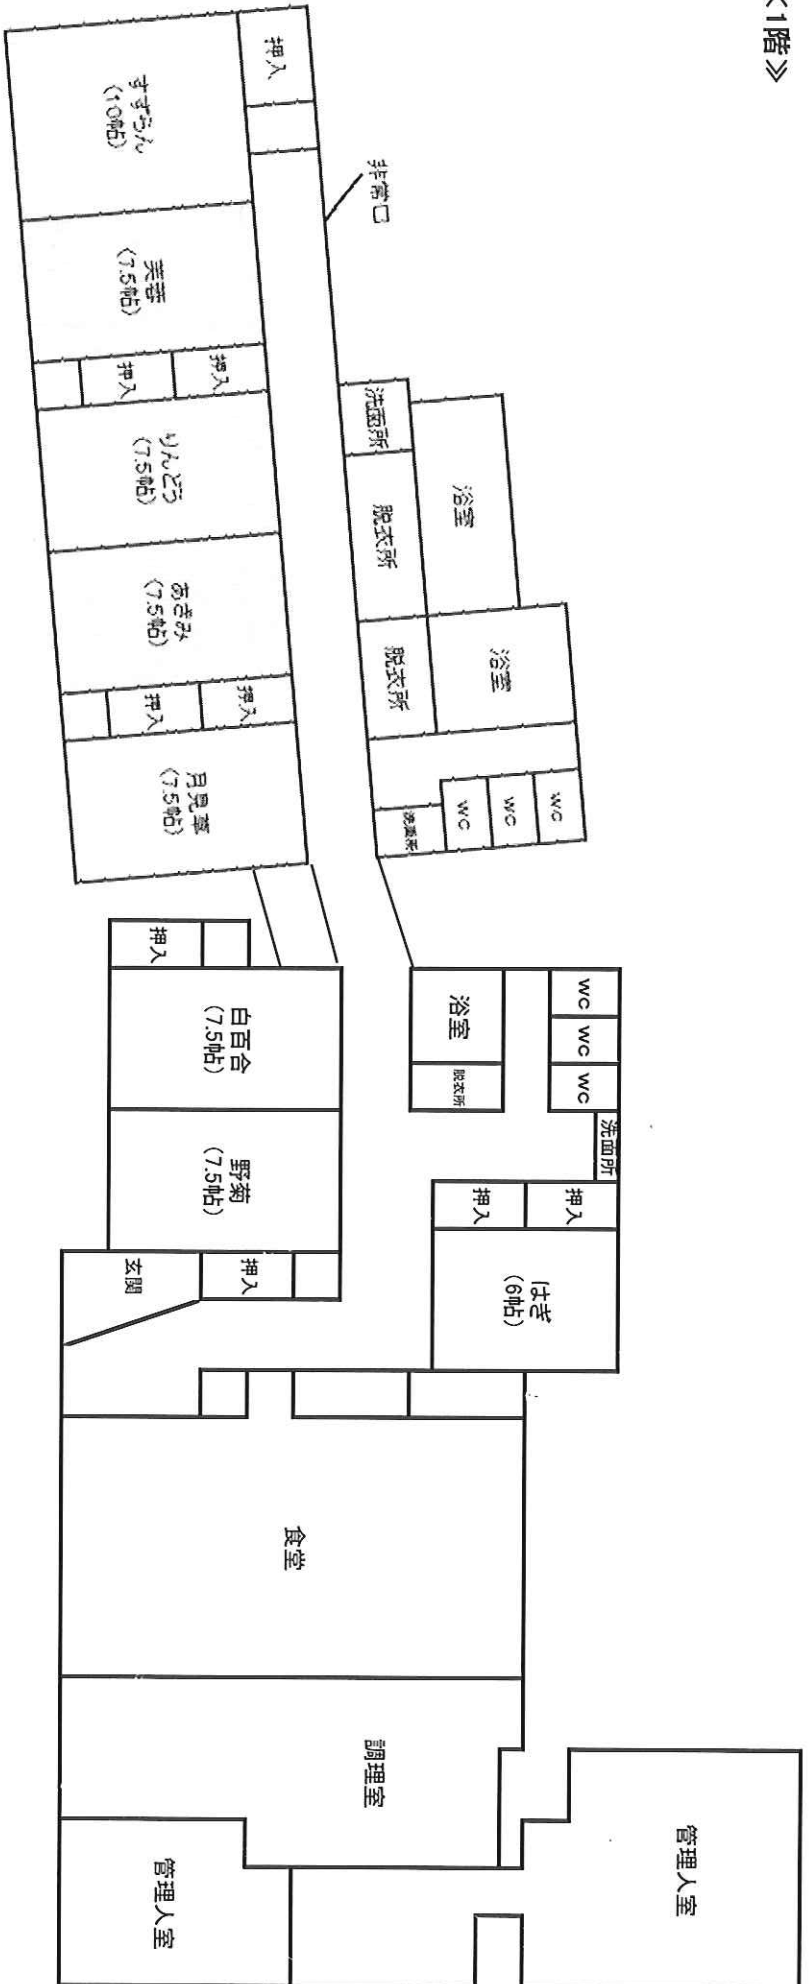 <1階≫
押入
すずらん
(10帖)
非常口
芙蓉
(7.5帖)
押入
押入
りんどう
(7.5帖)
洗面所
脱衣所
浴室
あざみ
(7.5帖)
脱衣所
浴室
押入
押入
月見草
(7.5帖)
洗面所
WC
WC
WC
押入
白百合
(7.5帖)
浴室
脱衣所
WC
WC
WC
洗面所
野菊
(7.5帖)
押入
押入
玄関
押入
はぎ
(6帖)
食堂
調理室
管理人室
管理人室